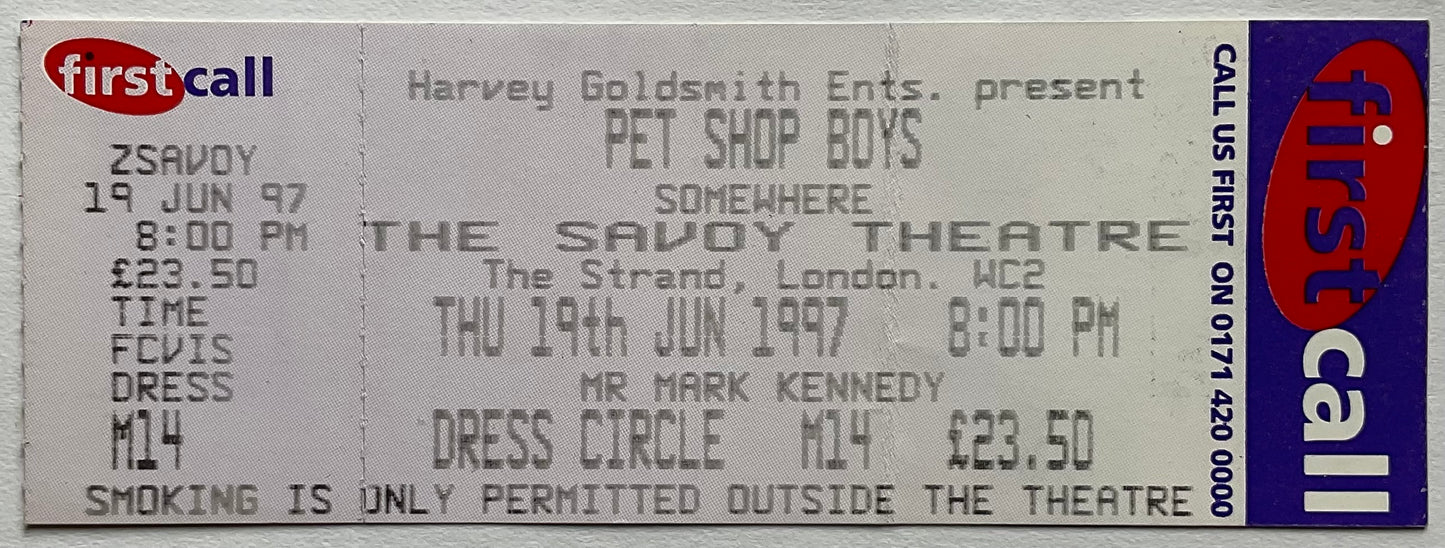 firstcall
ZSAVOY
19 JUN 97
8:00 PM
£23.50
TIME
FCVIS
DRESS
M14
Harvey Goldsmith Ents. present
PET SHOP BOYS
SOMEWHERE
THE SAVOY THEATRE
The Strand, London. WC2
THU 19th JUN 1997 8:00 PM
MR MARK KENNEDY
DRESS CIRCLE M14 £23.50
SMOKING IS ONLY PERMITTED OUTSIDE THE THEATRE
CALL US FIRST ON 0171 420 0000
firstcall